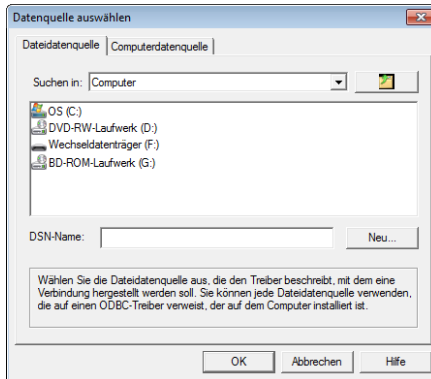 Datenquelle auswählen
Dateidatenquelle Computerdatenquelle
Suchen in: Computer
OS (C:)
DVD-RW-Laufwerk (D:)
Wechseldatenträger (F:)
BD-ROM-Laufwerk (G:)
DSN-Name: Neu...
Wählen Sie die Dateidatenquelle aus, die den Treiber beschreibt, mit dem eine
Verbindung hergestellt werden soll. Sie können jede Dateidatenquelle verwenden,
die auf einen ODBC-Treiber verweist, der auf dem Computer installiert ist.
OK Abbrechen Hilfe